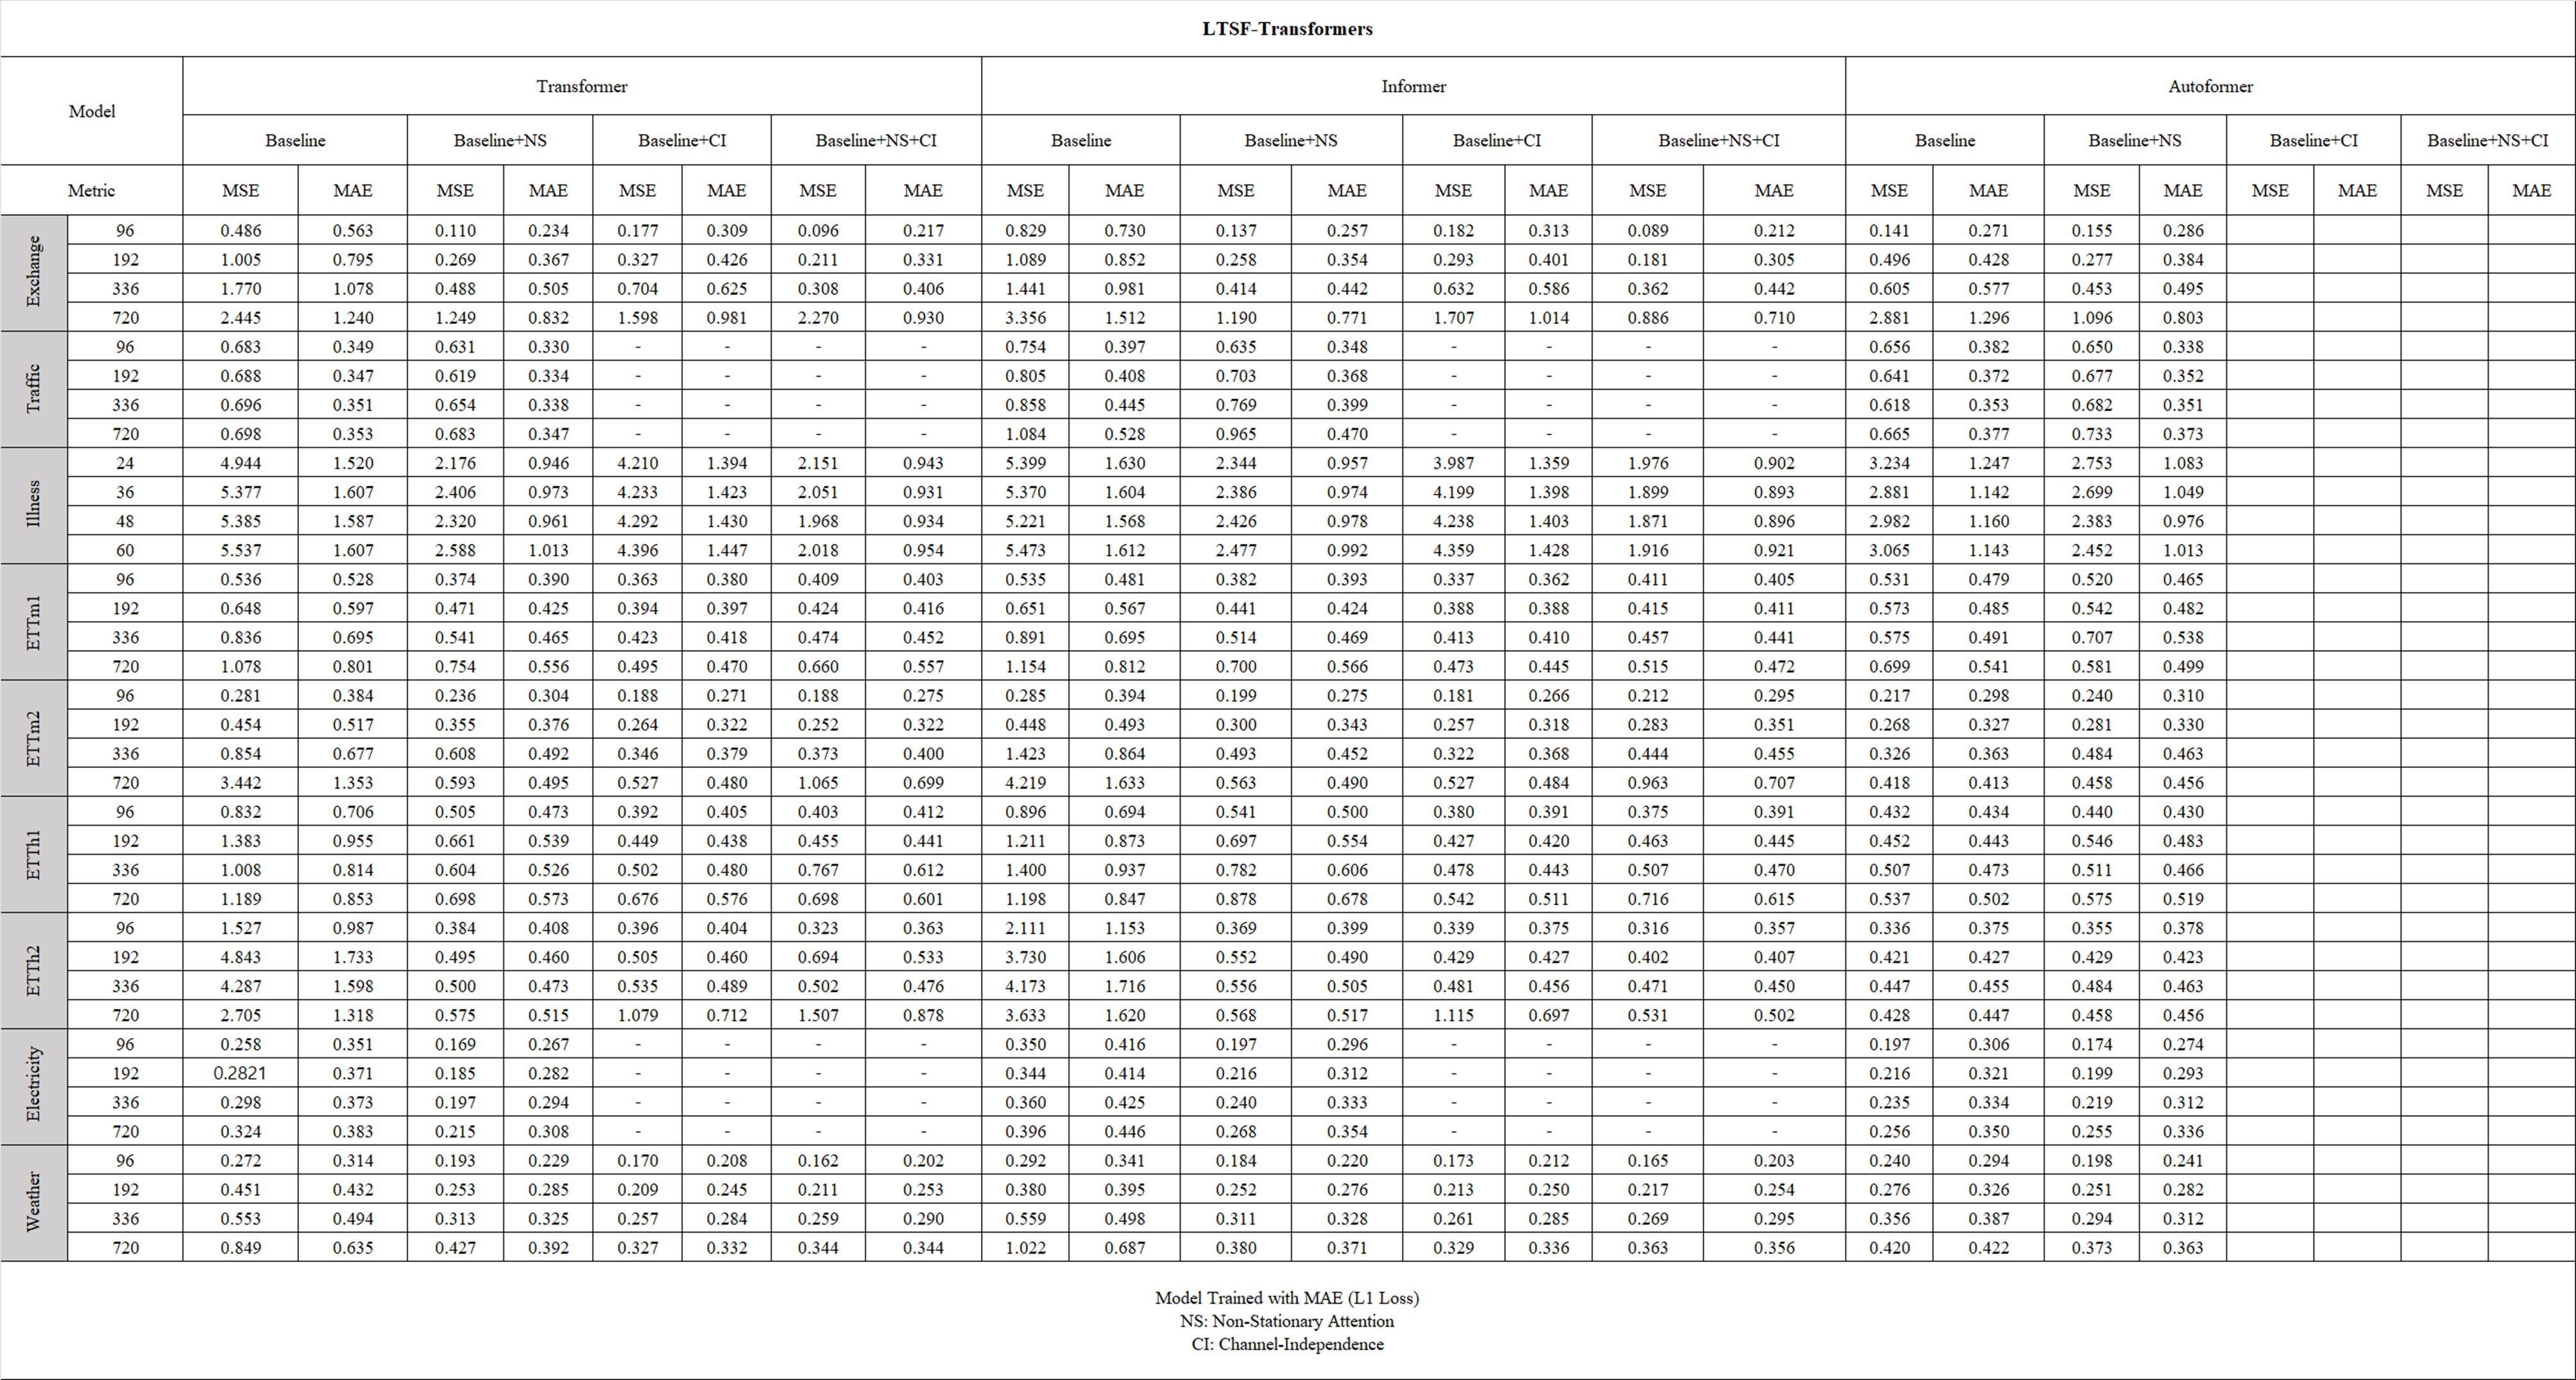 LTSF-Transformers
Model Transformer Informer Autoformer
Baseline Baseline+NS Baseline+CI Baseline+NS+CI Baseline Baseline+NS Baseline+CI Baseline+NS+CI Baseline Baseline+NS Baseline+CI Baseline+NS+CI
Metric MSE MAE MSE MAE MSE MAE MSE MAE MSE MAE MSE MAE MSE MAE MSE MAE MSE MAE MSE MAE MSE MAE MSE MAE
Exchange
96 0.486 0.563 0.110 0.234 0.177 0.309 0.096 0.217 0.829 0.730 0.137 0.257 0.182 0.313 0.089 0.212 0.141 0.271 0.155 0.286
192 1.005 0.795 0.269 0.367 0.327 0.426 0.211 0.331 1.089 0.852 0.258 0.354 0.293 0.401 0.181 0.305 0.496 0.428 0.277 0.384
336 1.770 1.078 0.488 0.505 0.704 0.625 0.308 0.406 1.441 0.981 0.414 0.442 0.632 0.586 0.362 0.442 0.605 0.577 0.453 0.495
720 2.445 1.240 1.249 0.832 1.598 0.981 2.270 0.930 3.356 1.512 1.190 0.771 1.707 1.014 0.886 0.710 2.881 1.296 1.096 0.803
Traffic
96 0.683 0.349 0.631 0.330 - - - - 0.754 0.397 0.635 0.348 - - - - 0.656 0.382 0.650 0.338
192 0.688 0.347 0.619 0.334 - - - - 0.805 0.408 0.703 0.368 - - - - 0.641 0.372 0.677 0.352
336 0.696 0.351 0.654 0.338 - - - - 0.858 0.445 0.769 0.399 - - - - 0.618 0.353 0.682 0.351
720 0.698 0.353 0.683 0.347 - - - - 1.084 0.528 0.965 0.470 - - - - 0.665 0.377 0.733 0.373
Illness
24 4.944 1.520 2.176 0.946 4.210 1.394 2.151 0.943 5.399 1.630 2.344 0.957 3.987 1.359 1.976 0.902 3.234 1.247 2.753 1.083
36 5.377 1.607 2.406 0.973 4.233 1.423 2.051 0.931 5.370 1.604 2.386 0.974 4.199 1.398 1.899 0.893 2.881 1.142 2.699 1.049
48 5.385 1.587 2.320 0.961 4.292 1.430 1.968 0.934 5.221 1.568 2.426 0.978 4.238 1.403 1.871 0.896 2.982 1.160 2.383 0.976
60 5.537 1.607 2.588 1.013 4.396 1.447 2.018 0.954 5.473 1.612 2.477 0.992 4.359 1.428 1.916 0.921 3.065 1.143 2.452 1.013
ETTm1
96 0.536 0.528 0.374 0.390 0.363 0.380 0.409 0.403 0.535 0.481 0.382 0.393 0.337 0.362 0.411 0.405 0.531 0.479 0.520 0.465
192 0.648 0.597 0.471 0.425 0.394 0.397 0.424 0.416 0.651 0.567 0.441 0.424 0.388 0.388 0.415 0.411 0.573 0.485 0.542 0.482
336 0.836 0.695 0.541 0.465 0.423 0.418 0.474 0.452 0.891 0.695 0.514 0.469 0.413 0.410 0.457 0.441 0.575 0.491 0.707 0.538
720 1.078 0.801 0.754 0.556 0.495 0.470 0.660 0.557 1.154 0.812 0.700 0.566 0.473 0.445 0.515 0.472 0.699 0.541 0.581 0.499
ETTm2
96 0.281 0.384 0.236 0.304 0.188 0.271 0.188 0.275 0.285 0.394 0.199 0.275 0.181 0.266 0.212 0.295 0.217 0.298 0.240 0.310
192 0.454 0.517 0.355 0.376 0.264 0.322 0.252 0.322 0.448 0.493 0.300 0.343 0.257 0.318 0.283 0.351 0.268 0.327 0.281 0.330
336 0.854 0.677 0.608 0.492 0.346 0.379 0.373 0.400 1.423 0.864 0.493 0.452 0.322 0.368 0.444 0.455 0.326 0.363 0.484 0.463
720 3.442 1.353 0.593 0.495 0.527 0.480 1.065 0.699 4.219 1.633 0.563 0.490 0.527 0.484 0.963 0.707 0.418 0.413 0.458 0.456
ETTh1
96 0.832 0.706 0.505 0.473 0.392 0.405 0.403 0.412 0.896 0.694 0.541 0.500 0.380 0.391 0.375 0.391 0.432 0.434 0.440 0.430
192 1.383 0.955 0.661 0.539 0.449 0.438 0.455 0.441 1.211 0.873 0.697 0.554 0.427 0.420 0.463 0.445 0.452 0.443 0.546 0.483
336 1.008 0.814 0.604 0.526 0.502 0.480 0.767 0.612 1.400 0.937 0.782 0.606 0.478 0.443 0.507 0.470 0.507 0.473 0.511 0.466
720 1.189 0.853 0.698 0.573 0.676 0.576 0.698 0.601 1.198 0.847 0.878 0.678 0.542 0.511 0.716 0.615 0.537 0.502 0.575 0.519
ETTh2
96 1.527 0.987 0.384 0.408 0.396 0.404 0.323 0.363 2.111 1.153 0.369 0.399 0.339 0.375 0.316 0.357 0.336 0.375 0.355 0.378
192 4.843 1.733 0.495 0.460 0.505 0.460 0.694 0.533 3.730 1.606 0.552 0.490 0.429 0.427 0.402 0.407 0.421 0.427 0.429 0.423
336 4.287 1.598 0.500 0.473 0.535 0.489 0.502 0.476 4.173 1.716 0.556 0.505 0.481 0.456 0.471 0.450 0.447 0.455 0.484 0.463
720 2.705 1.318 0.575 0.515 1.079 0.712 1.507 0.878 3.633 1.620 0.568 0.517 1.115 0.697 0.531 0.502 0.428 0.447 0.458 0.456
Electricity
96 0.258 0.351 0.169 0.267 - - - - 0.350 0.416 0.197 0.296 - - - - 0.197 0.306 0.174 0.274
192 0.2821 0.371 0.185 0.282 - - - - 0.344 0.414 0.216 0.312 - - - - 0.216 0.321 0.199 0.293
336 0.298 0.373 0.197 0.294 - - - - 0.360 0.425 0.240 0.333 - - - - 0.235 0.334 0.219 0.312
720 0.324 0.383 0.215 0.308 - - - - 0.396 0.446 0.268 0.354 - - - - 0.256 0.350 0.255 0.336
Weather
96 0.272 0.314 0.193 0.229 0.170 0.208 0.162 0.202 0.292 0.341 0.184 0.220 0.173 0.212 0.165 0.203 0.240 0.294 0.198 0.241
192 0.451 0.432 0.253 0.285 0.209 0.245 0.211 0.253 0.380 0.395 0.252 0.276 0.213 0.250 0.217 0.254 0.276 0.326 0.251 0.282
336 0.553 0.494 0.313 0.325 0.257 0.284 0.259 0.290 0.559 0.498 0.311 0.328 0.261 0.285 0.269 0.295 0.356 0.387 0.294 0.312
720 0.849 0.635 0.427 0.392 0.327 0.332 0.344 0.344 1.022 0.687 0.380 0.371 0.329 0.336 0.363 0.356 0.420 0.422 0.373 0.363
Model Trained with MAE (L1 Loss)
NS: Non-Stationary Attention
CI: Channel-Independence